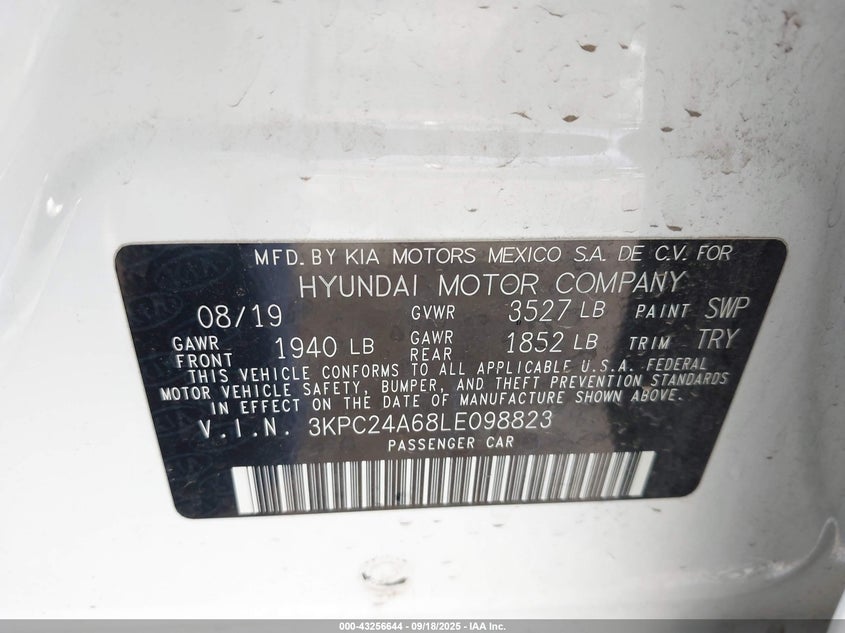 MFD. BY KIA MOTORS MEXICO S.A. DE C.V. FOR
HYUNDAI MOTOR COMPANY
08/19 GVWR 3527 LB PAINT SWP
GAWR FRONT 1940 LB GAWR REAR 1852 LB TRIM TRY
THIS VEHICLE CONFORMS TO ALL APPLICABLE U.S.A. FEDERAL
MOTOR VEHICLE SAFETY, BUMPER, AND THEFT PREVENTION STANDARDS
IN EFFECT ON THE DATE OF MANUFACTURE SHOWN ABOVE.
V.I.N. 3KPC24A68LE098823
PASSENGER CAR
000-43256644 - 09/18/2025 - IAA Inc.